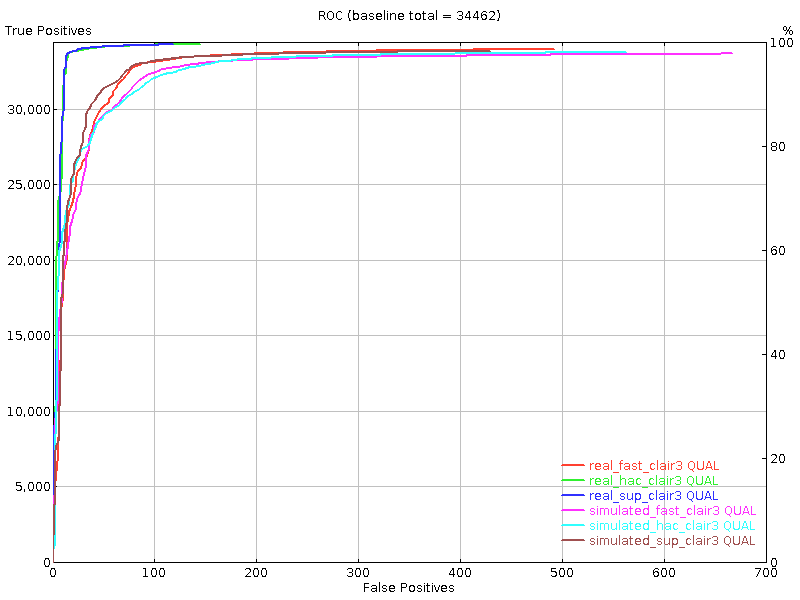 ROC (baseline total = 34462)
True Positives %
100
30,000
80
25,000
60
20,000
15,000
40
10,000
20
5,000
real_fast_clair3 QUAL
real_hac_clair3 QUAL
real_sup_clair3 QUAL
simulated_fast_clair3 QUAL
simulated_hac_clair3 QUAL
simulated_sup_clair3 QUAL
0 0
0 100 200 300 400 500 600 700
False Positives